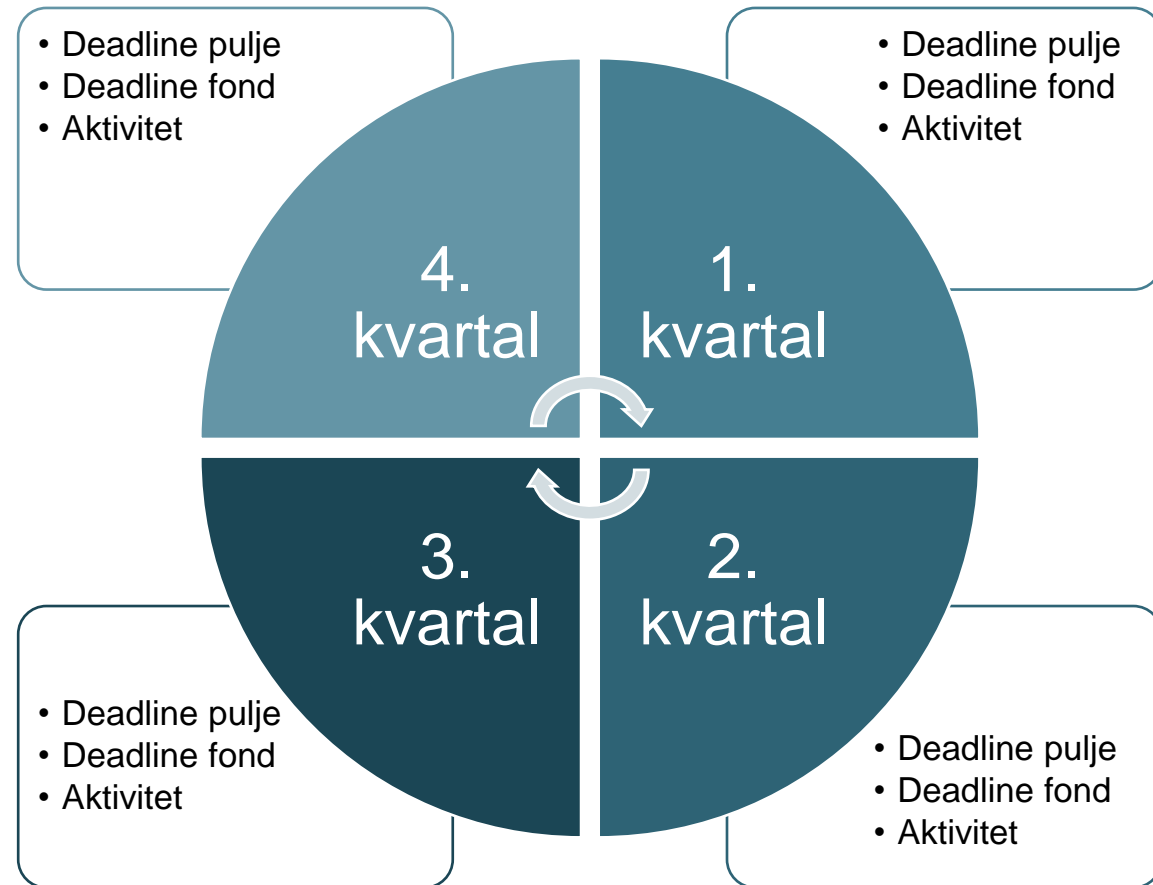 • Deadline pulje
• Deadline fond
• Aktivitet
• Deadline pulje
• Deadline fond
• Aktivitet
4.
kvartal
1.
kvartal
3.
kvartal
2.
kvartal
• Deadline pulje
• Deadline fond
• Aktivitet
• Deadline pulje
• Deadline fond
• Aktivitet